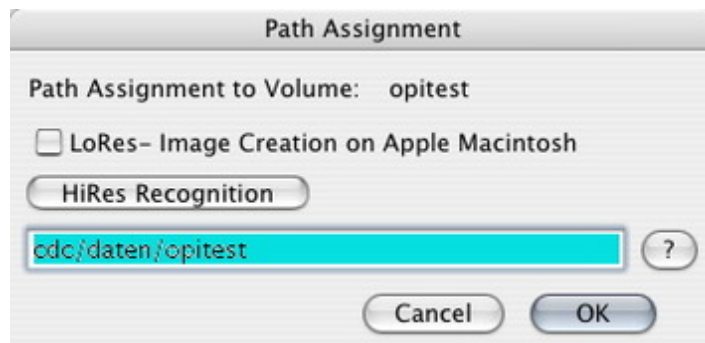 Path Assignment
Path Assignment to Volume: opitest
LoRes- Image Creation on Apple Macintosh
HiRes Recognition
cdc/daten/opitest
?
Cancel OK